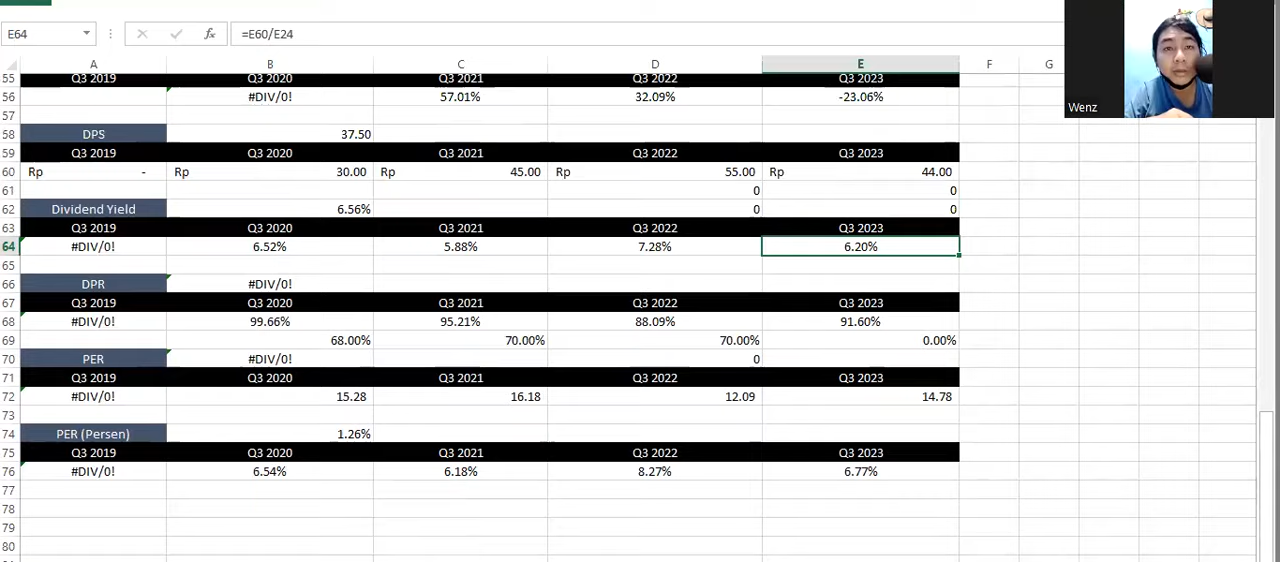 E64 fx =E60/E24
A B C D E F G
55 Q3 2019 Q3 2020 Q3 2021 Q3 2022 Q3 2023
56 #DIV/0! 57.01% 32.09% -23.06%
Wenz
57
58 DPS 37.50
59 Q3 2019 Q3 2020 Q3 2021 Q3 2022 Q3 2023
60 Rp - Rp 30.00 Rp 45.00 Rp 55.00 Rp 44.00
61 0 0
62 Dividend Yield 6.56% 0 0
63 Q3 2019 Q3 2020 Q3 2021 Q3 2022 Q3 2023
64 #DIV/0! 6.52% 5.88% 7.28% 6.20%
65
66 DPR #DIV/0!
67 Q3 2019 Q3 2020 Q3 2021 Q3 2022 Q3 2023
68 #DIV/0! 99.66% 95.21% 88.09% 91.60%
69 68.00% 70.00% 70.00% 0.00%
70 PER #DIV/0! 0
71 Q3 2019 Q3 2020 Q3 2021 Q3 2022 Q3 2023
72 #DIV/0! 15.28 16.18 12.09 14.78
73
74 PER (Persen) 1.26%
75 Q3 2019 Q3 2020 Q3 2021 Q3 2022 Q3 2023
76 #DIV/0! 6.54% 6.18% 8.27% 6.77%
77
78
79
80